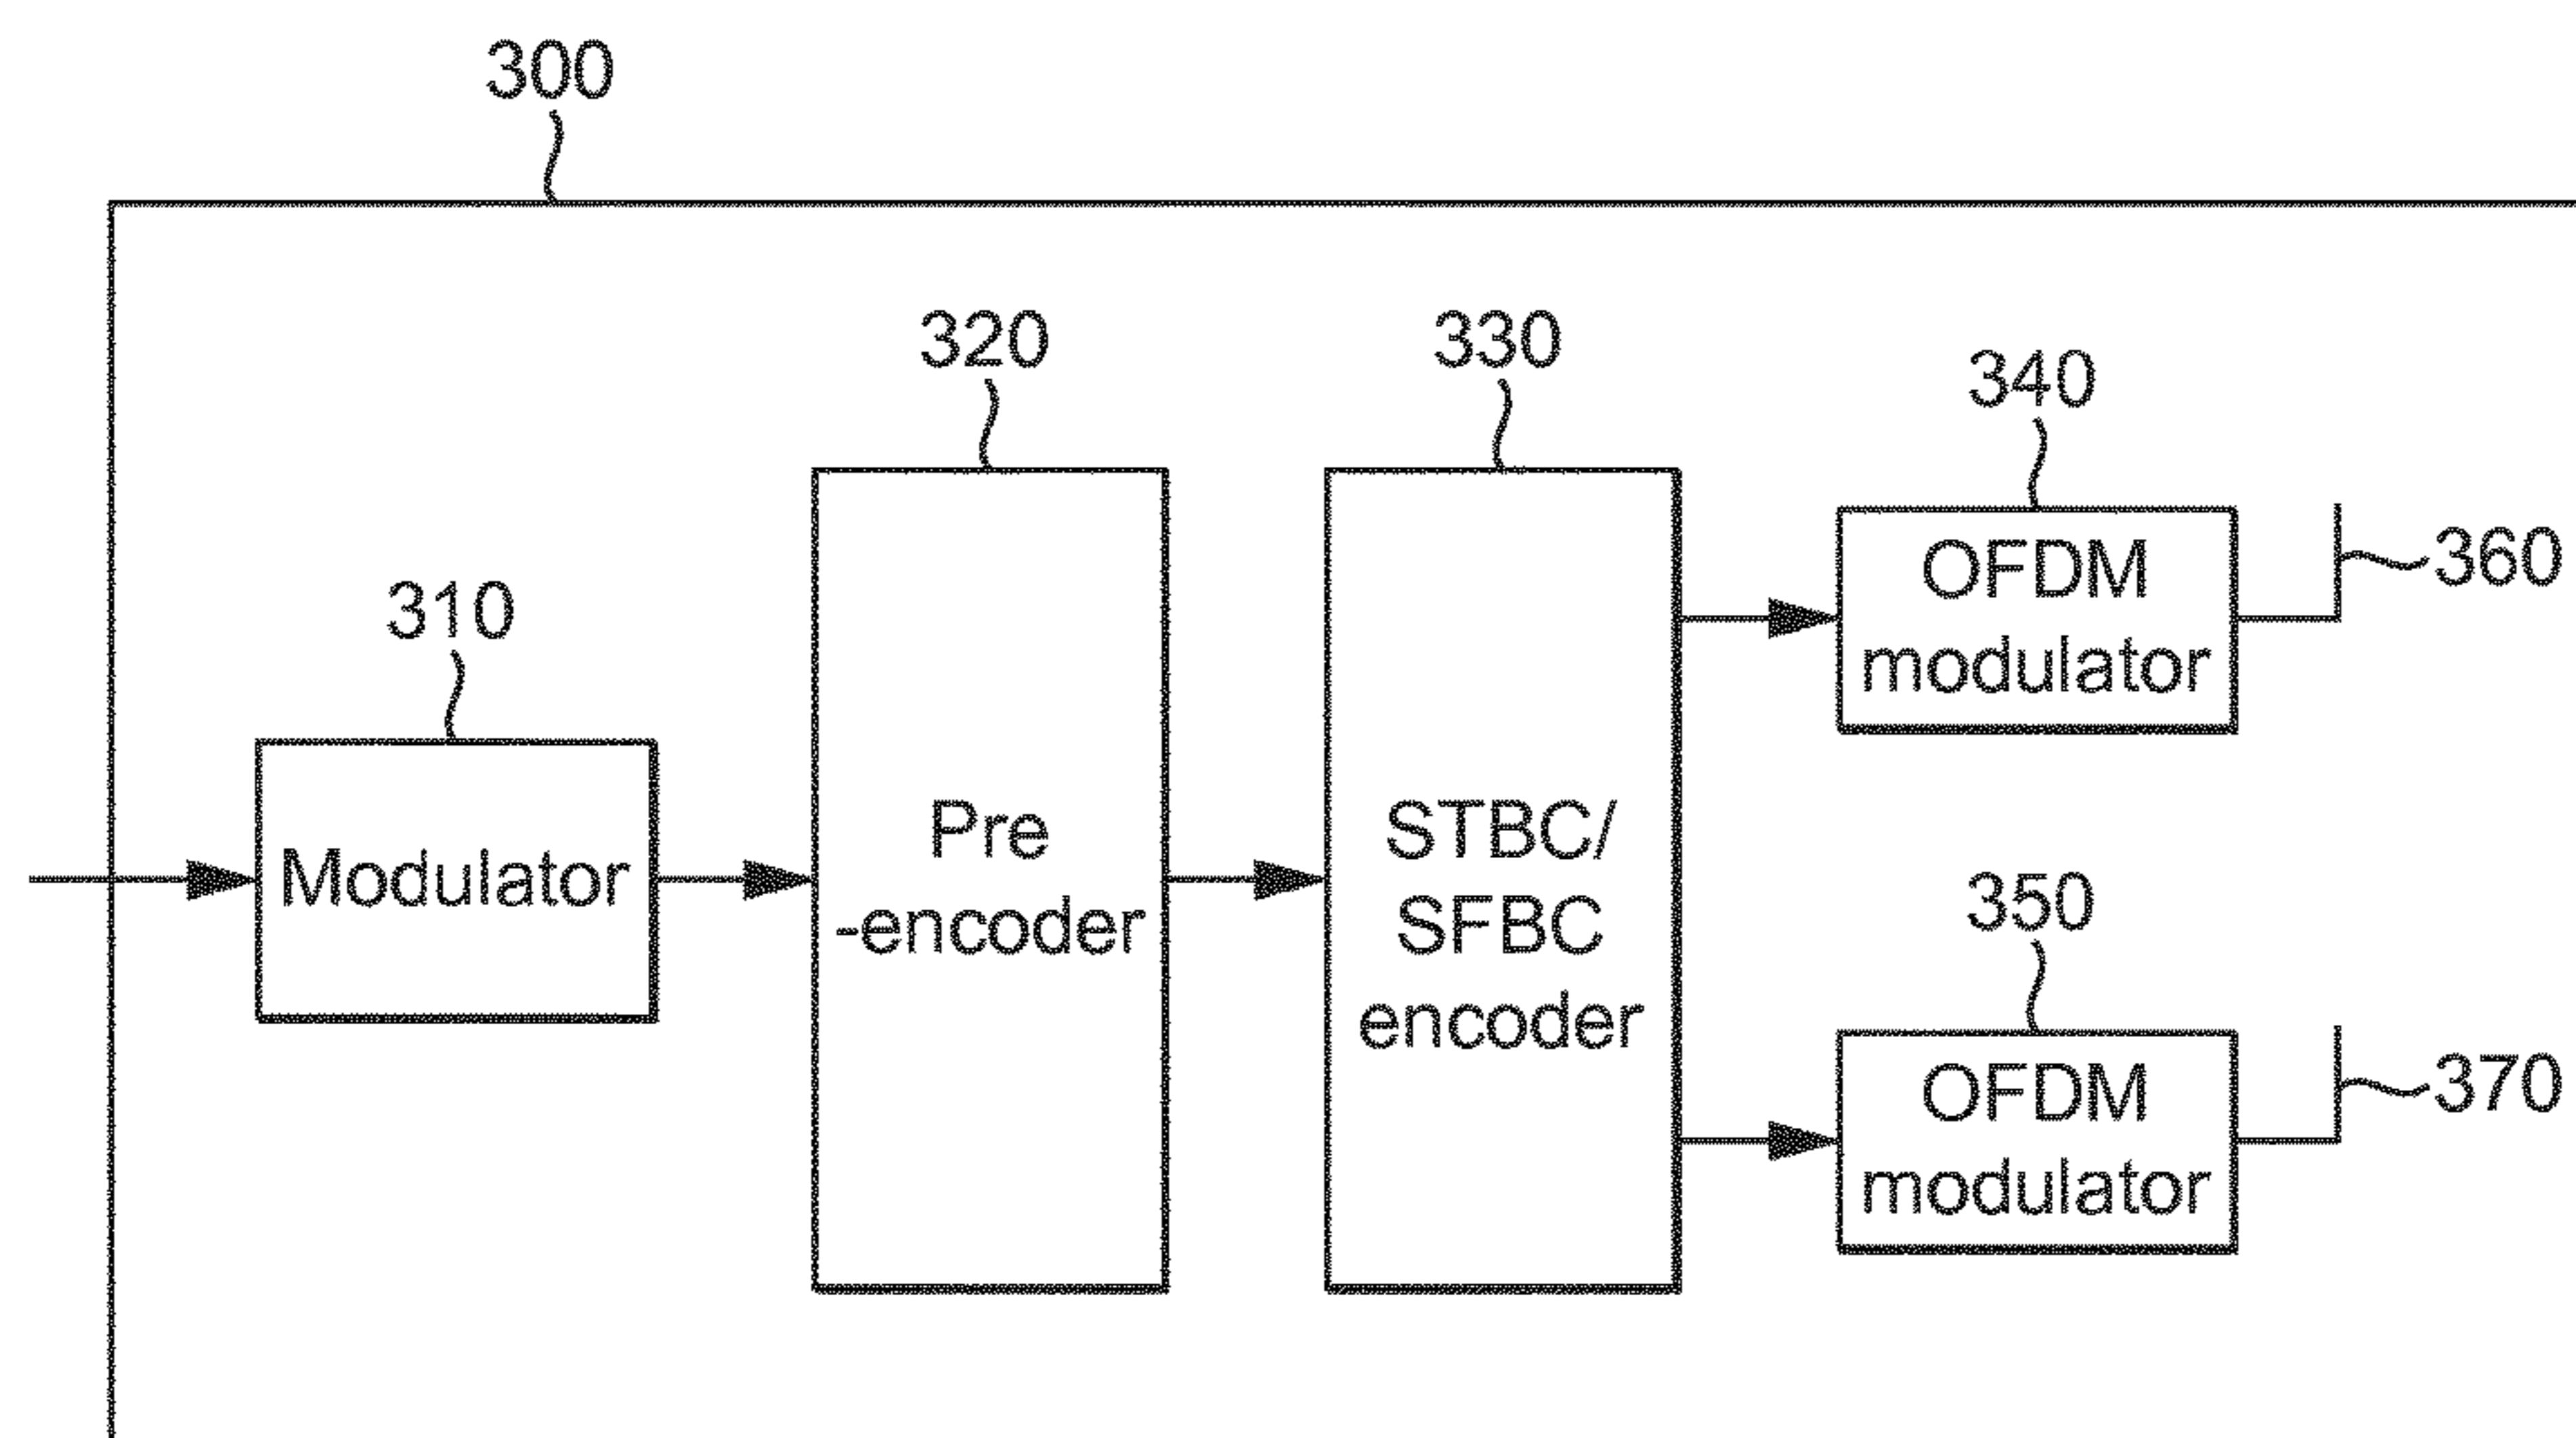 300
320
330
340
310
360
OFDM
modulator
Pre
-encoder
STBC/
SFBC
encoder
Modulator
350
370
OFDM
modulator